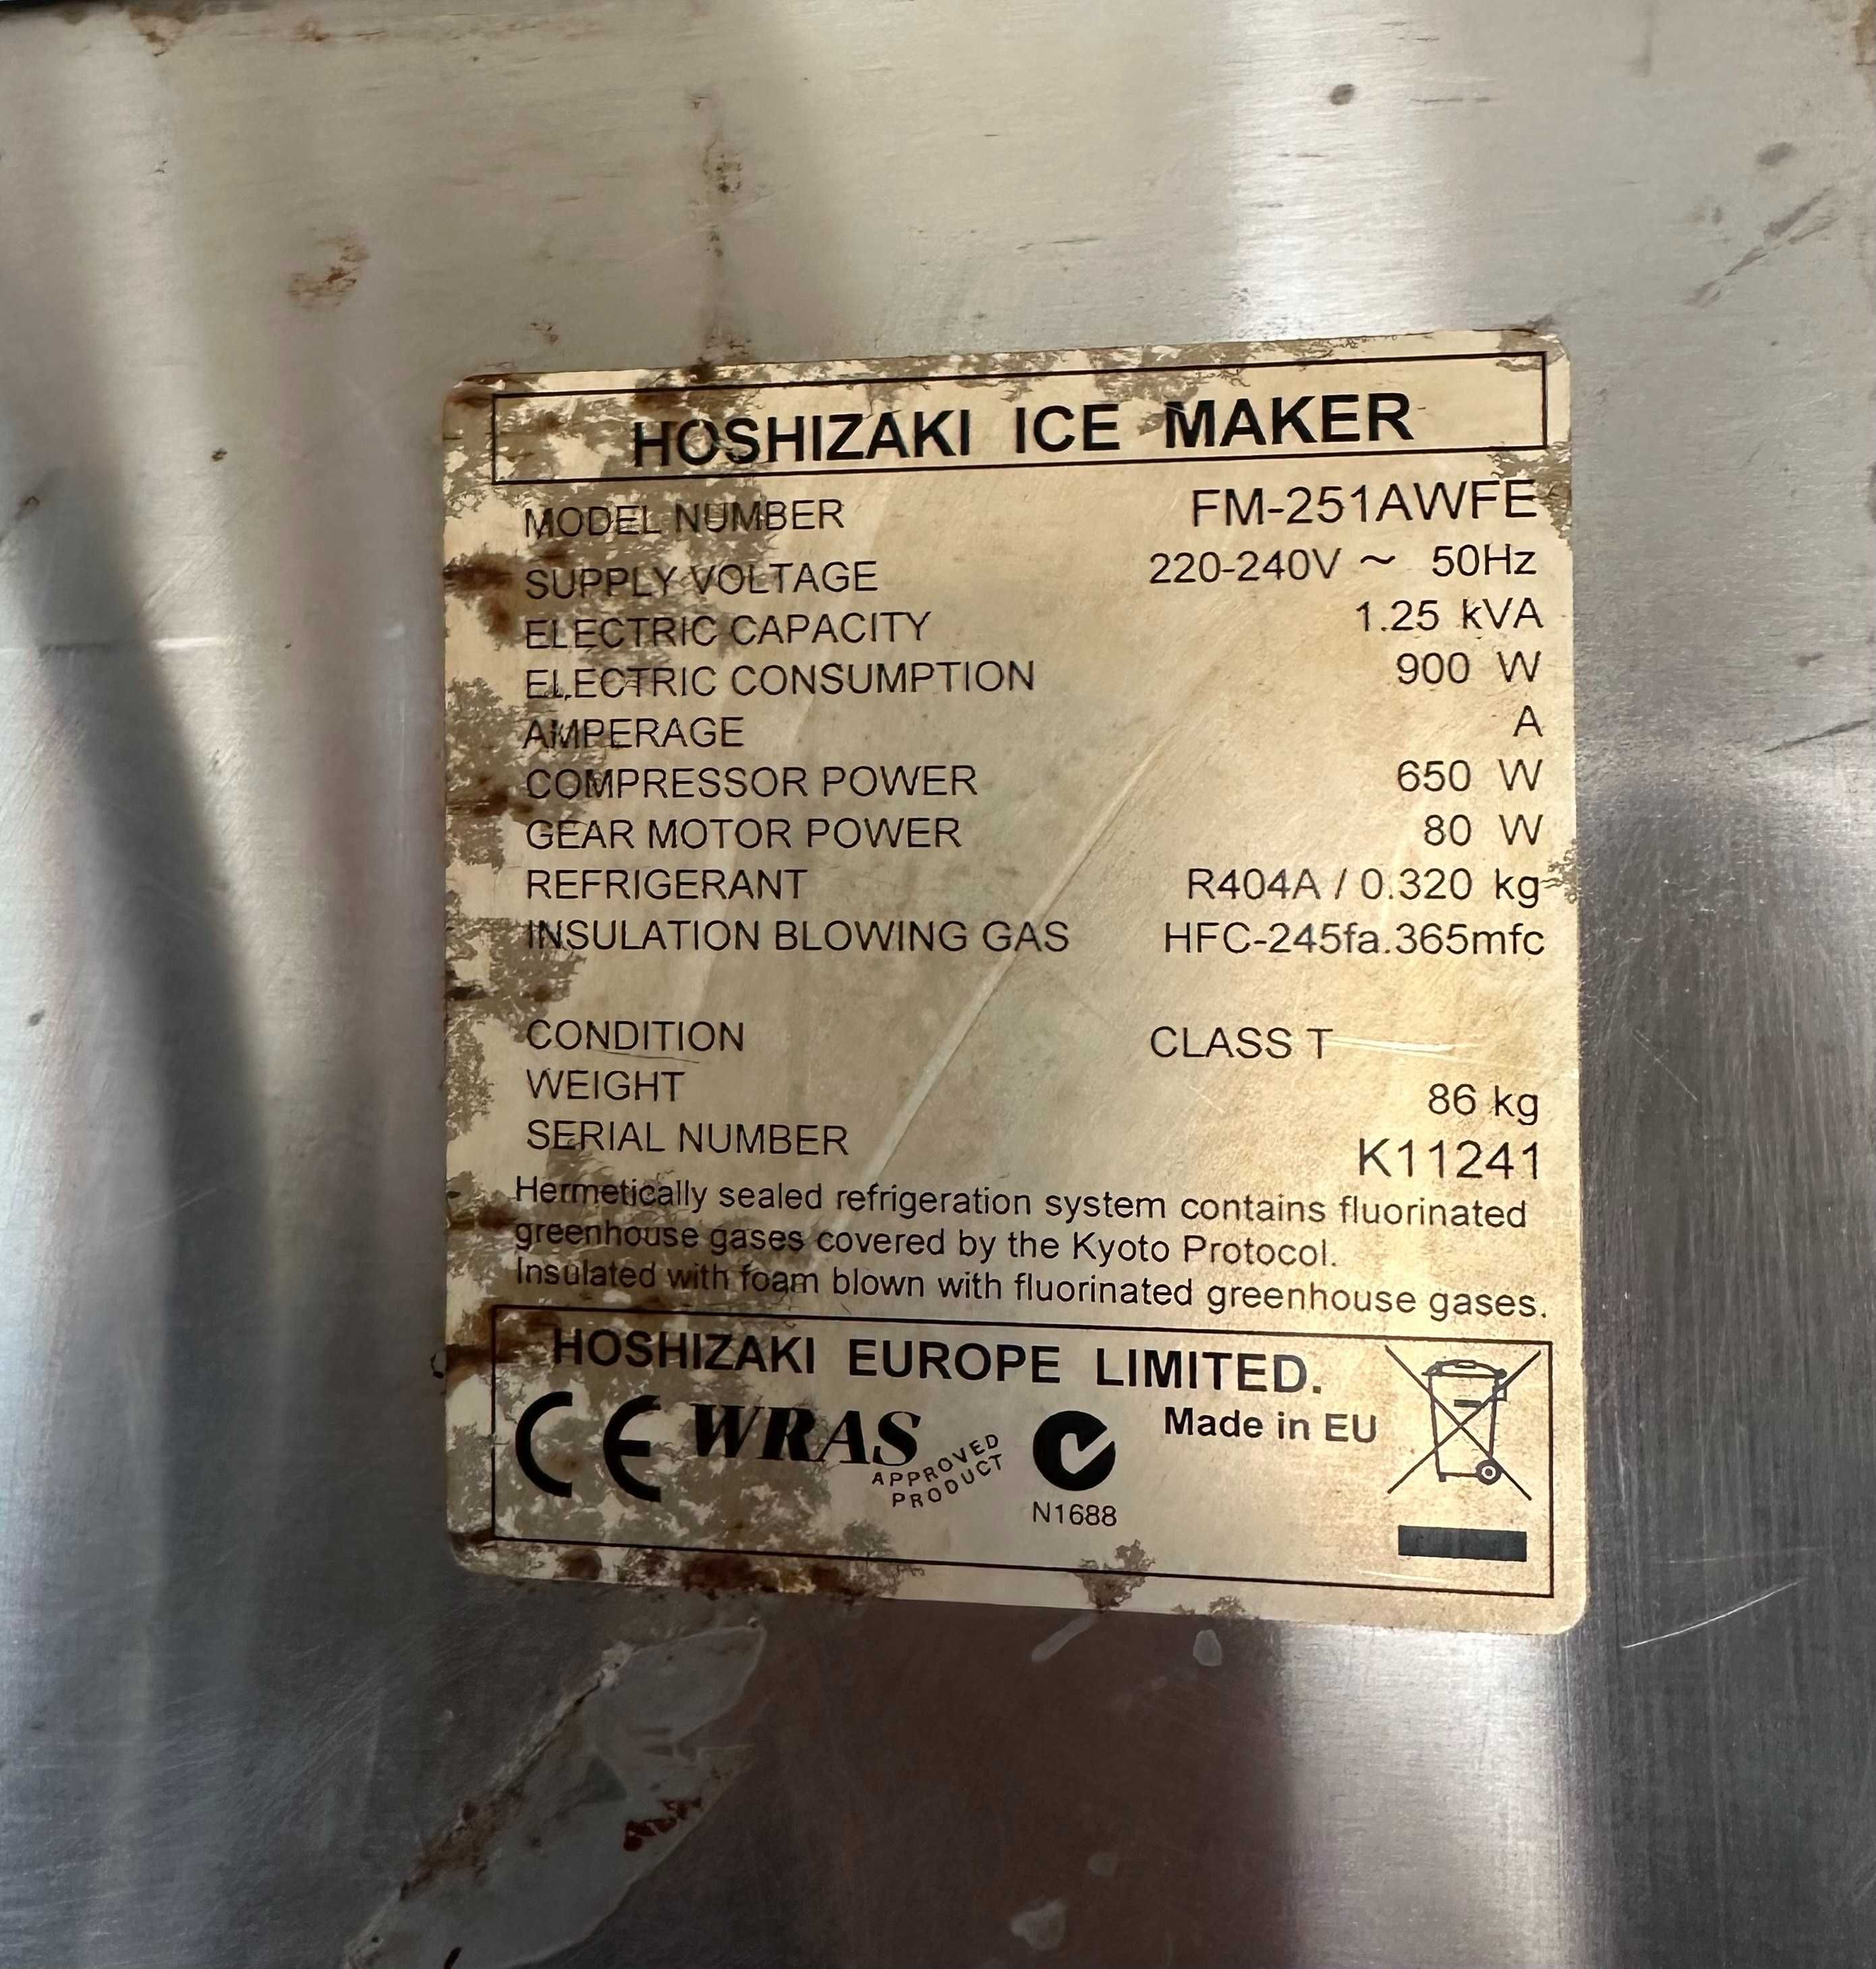 HOSHIZAKI ICE MAKER
MODEL NUMBER FM-251AWFE
SUPPLY VOLTAGE 220-240V ~ 50Hz
ELECTRIC CAPACITY 1.25 kVA
ELECTRIC CONSUMPTION 900 W
AMPERAGE A
COMPRESSOR POWER 650 W
GEAR MOTOR POWER 80 W
REFRIGERANT R404A / 0.320 kg
INSULATION BLOWING GAS HFC-245fa.365mfc
CONDITION CLASS T
WEIGHT 86 kg
SERIAL NUMBER K11241
Hermetically sealed refrigeration system contains fluorinated
greenhouse gases covered by the Kyoto Protocol.
Insulated with foam blown with fluorinated greenhouse gases.
HOSHIZAKI EUROPE LIMITED.
CE WRAS APPROVED PRODUCT Made in EU
N1688